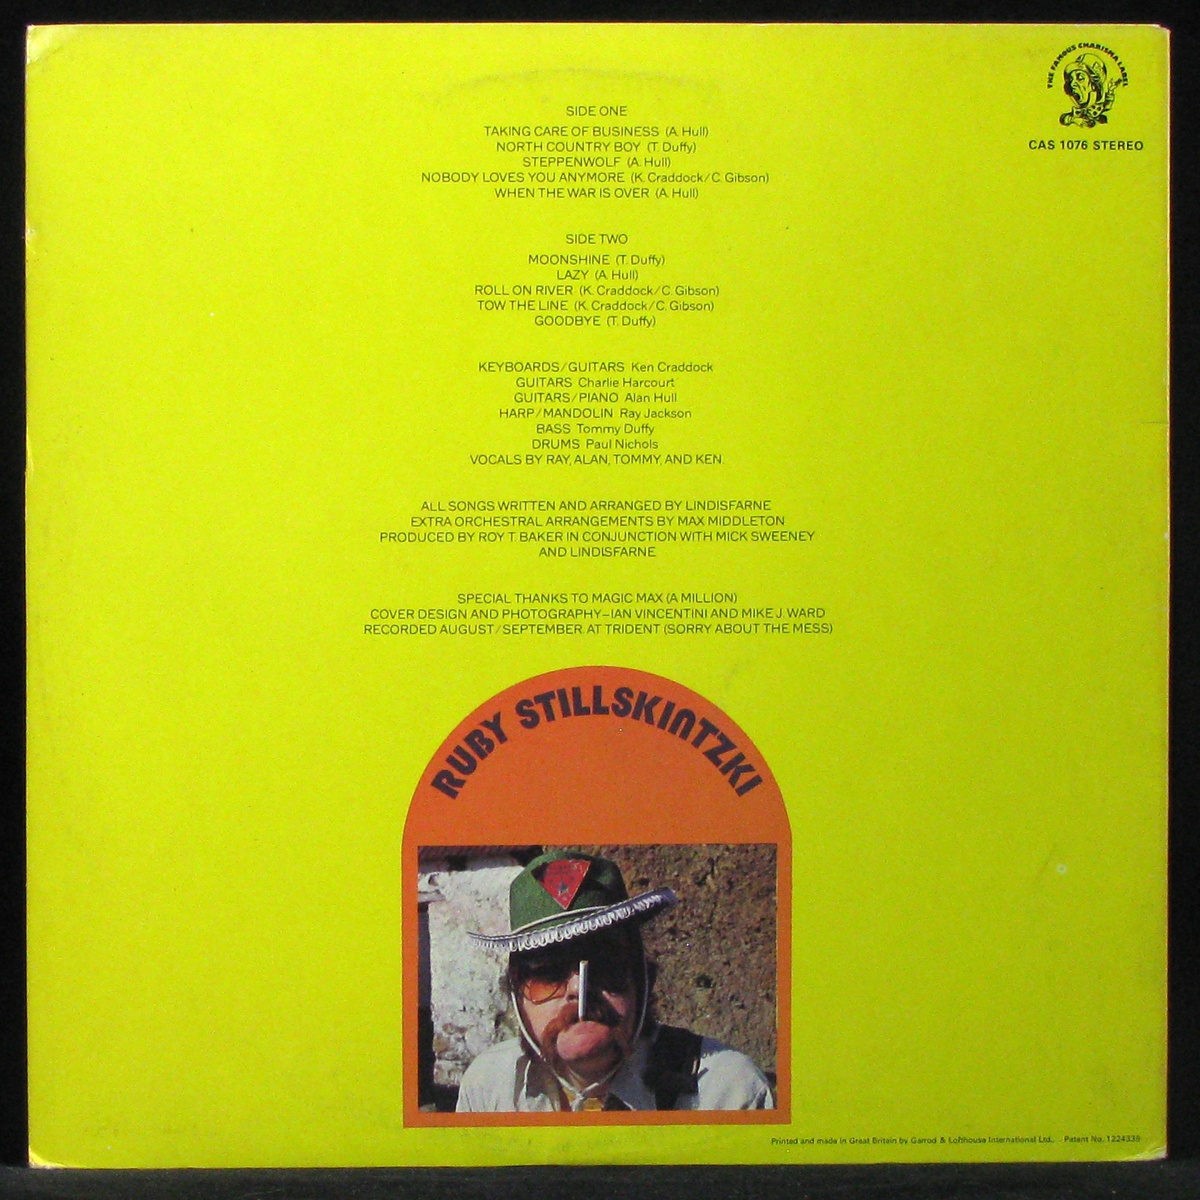 THE FAMOUS CHARISMA LABEL
CAS 1076 STEREO
SIDE ONE
TAKING CARE OF BUSINESS (A. Hull)
NORTH COUNTRY BOY (T. Duffy)
STEPPENWOLF (A. Hull)
NOBODY LOVES YOU ANYMORE (K. Craddock/C. Gibson)
WHEN THE WAR IS OVER (A. Hull)
SIDE TWO
MOONSHINE (T. Duffy)
LAZY (A. Hull)
ROLL ON RIVER (K. Craddock/C. Gibson)
TOW THE LINE (K. Craddock/C. Gibson)
GOODBYE (T. Duffy)
KEYBOARDS/GUITARS Ken Craddock
GUITARS Charlie Harcourt
GUITARS/PIANO Alan Hull
HARP/MANDOLIN Ray Jackson
BASS Tommy Duffy
DRUMS Paul Nichols
VOCALS BY RAY, ALAN, TOMMY, AND KEN.
ALL SONGS WRITTEN AND ARRANGED BY LINDISFARNE
EXTRA ORCHESTRAL ARRANGEMENTS BY MAX MIDDLETON
PRODUCED BY ROY T. BAKER IN CONJUNCTION WITH MICK SWEENEY
AND LINDISFARNE
SPECIAL THANKS TO MAGIC MAX (A MILLION)
COVER DESIGN AND PHOTOGRAPHY–IAN VINCENTINI AND MIKE J. WARD
RECORDED AUGUST/SEPTEMBER AT TRIDENT (SORRY ABOUT THE MESS)
RUBY STILLSKINTZKI
Printed and made in Great Britain by Garrod & Lofthouse International Ltd. Patent No. 1224339